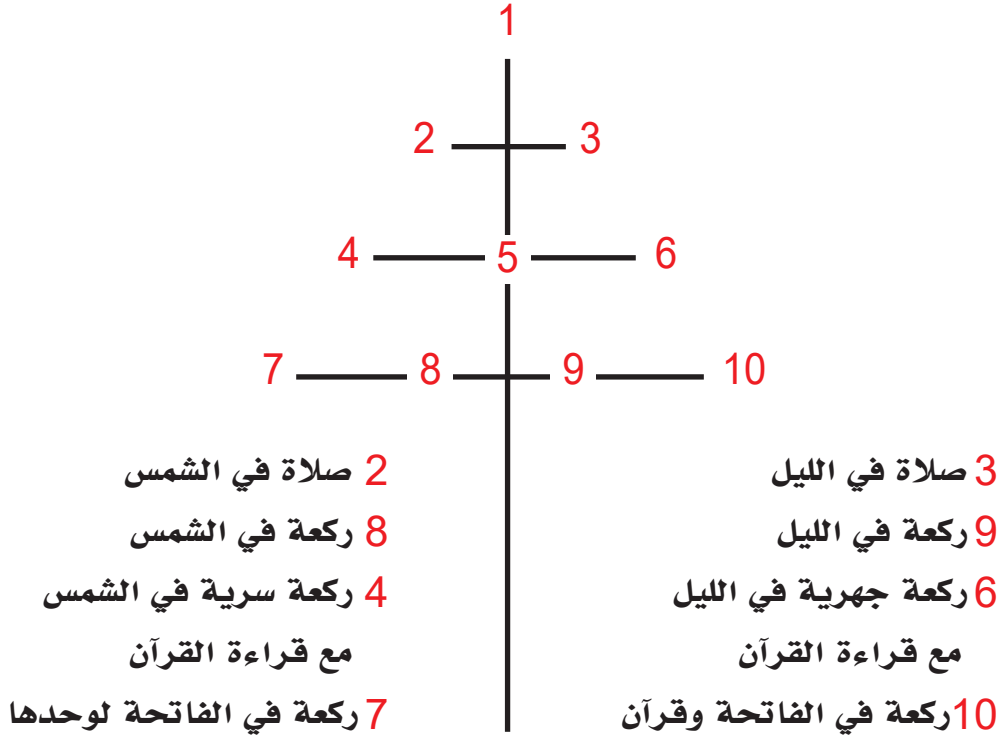 1
2 3
4 5 6
7 8 9 10
3 صلاة في الليل
9 ركعة في الليل
6 ركعة جهرية في الليل
مع قراءة القرآن
10 ركعة في الفاتحة وقرآن
2 صلاة في الشمس
8 ركعة في الشمس
4 ركعة سرية في الشمس
مع قراءة القرآن
7 ركعة في الفاتحة لوحدها